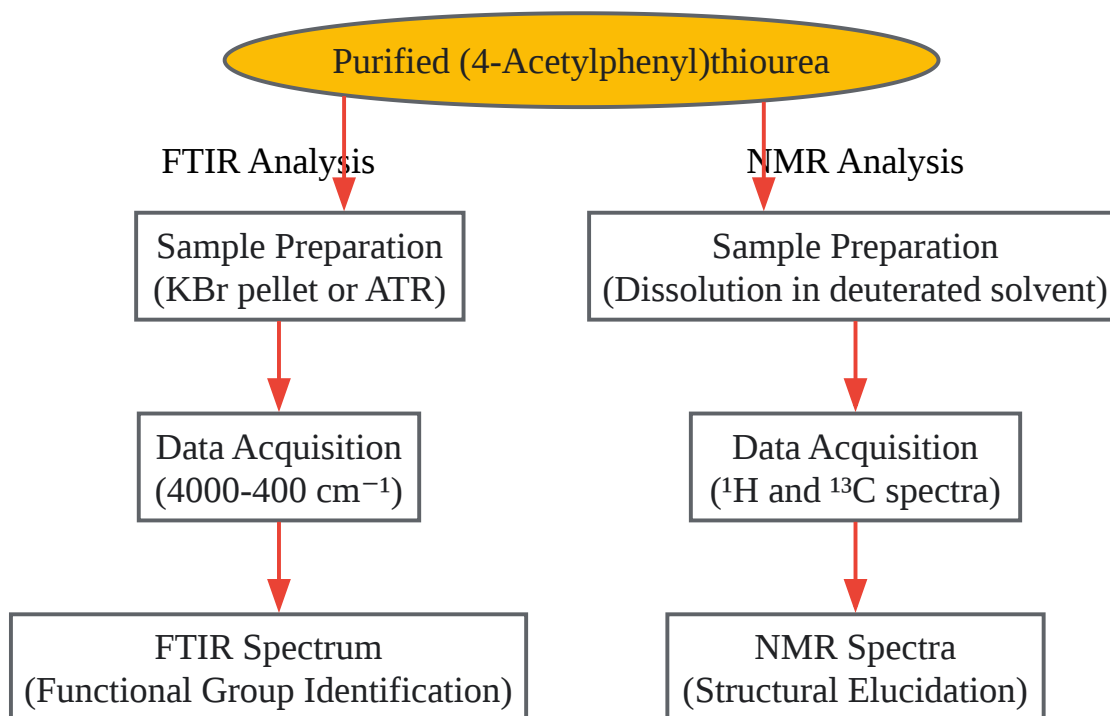 Purified (4-Acetylphenyl)thiourea
FTIR Analysis
NMR Analysis
Sample Preparation
(KBr pellet or ATR)
Sample Preparation
(Dissolution in deuterated solvent)
Data Acquisition
(4000-400 cm⁻¹)
Data Acquisition
(¹H and ¹³C spectra)
FTIR Spectrum
(Functional Group Identification)
NMR Spectra
(Structural Elucidation)